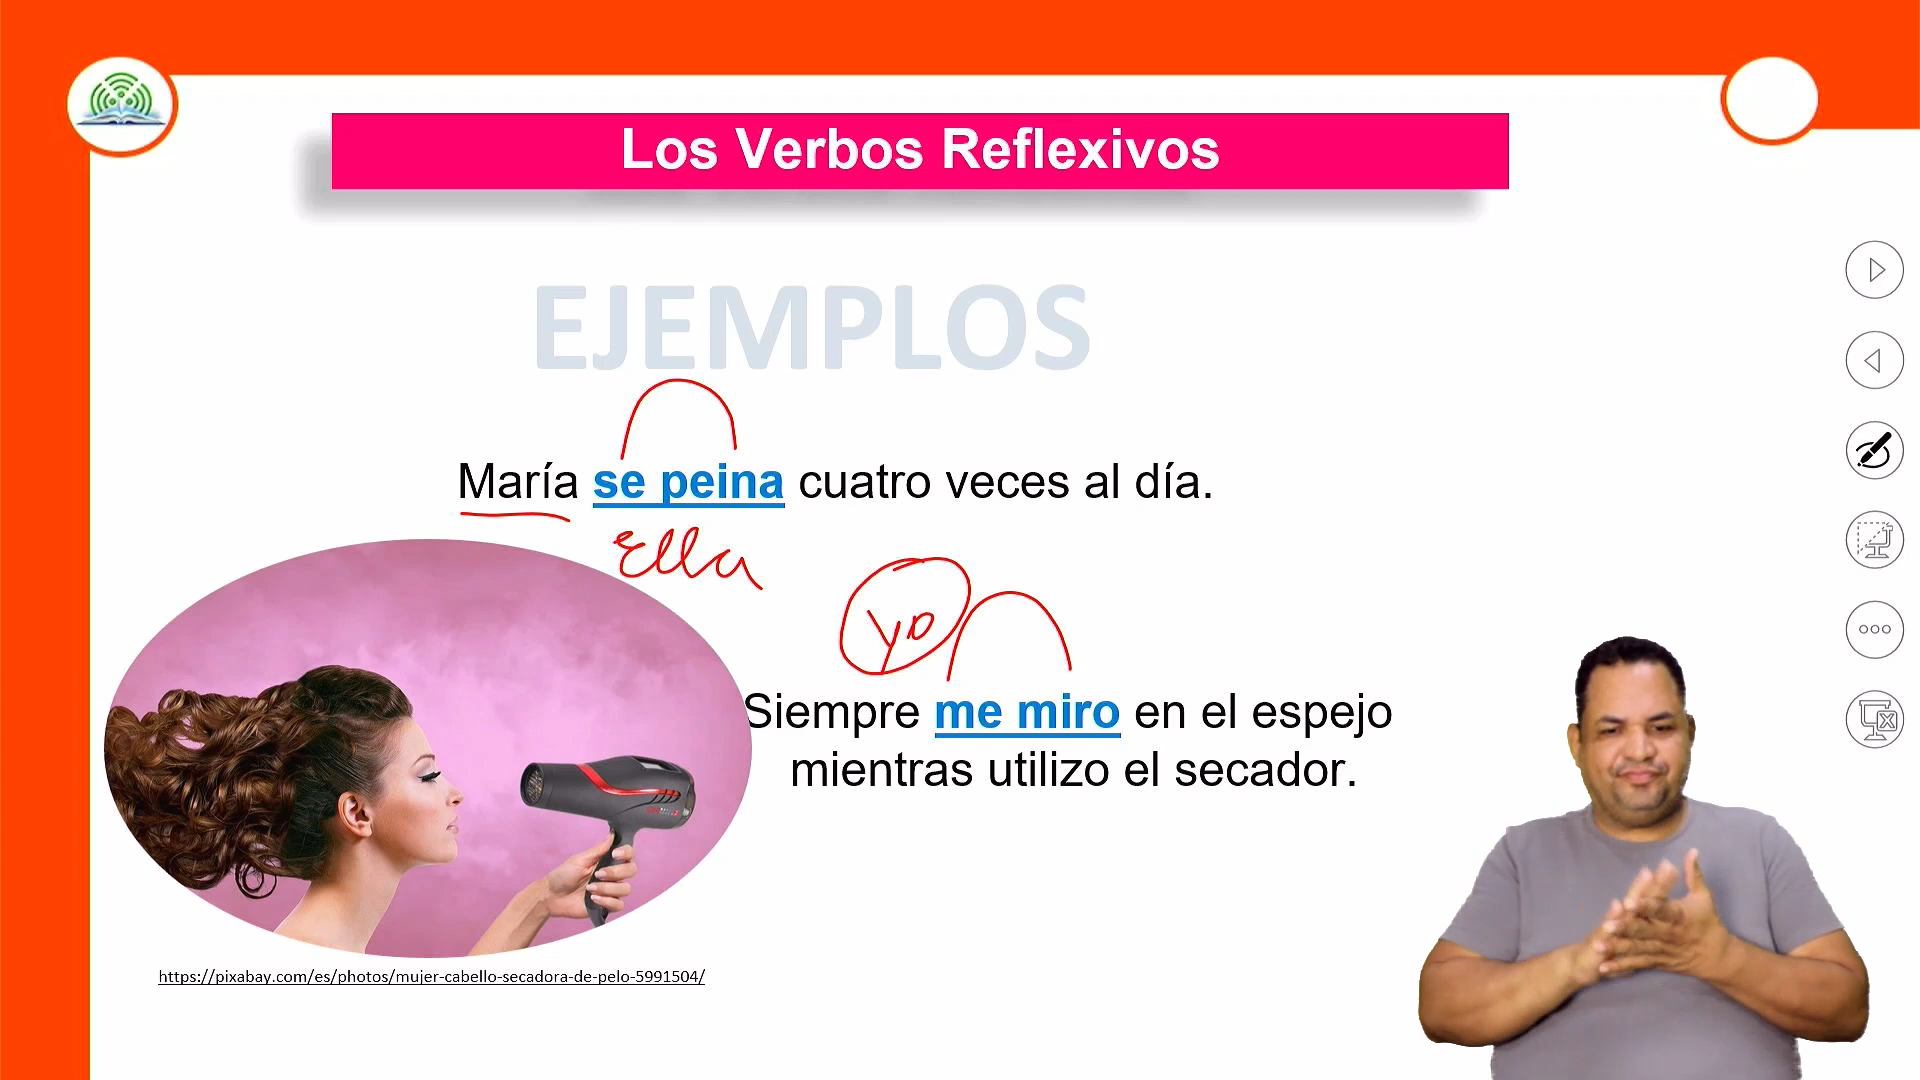 Los Verbos Reflexivos
EJEMPLOS
María se peina cuatro veces al día.
Ella
yo
Siempre me miro en el espejo
mientras utilizo el secador.
https://pixabay.com/es/photos/mujer-cabello-secadora-de-pelo-5991504/